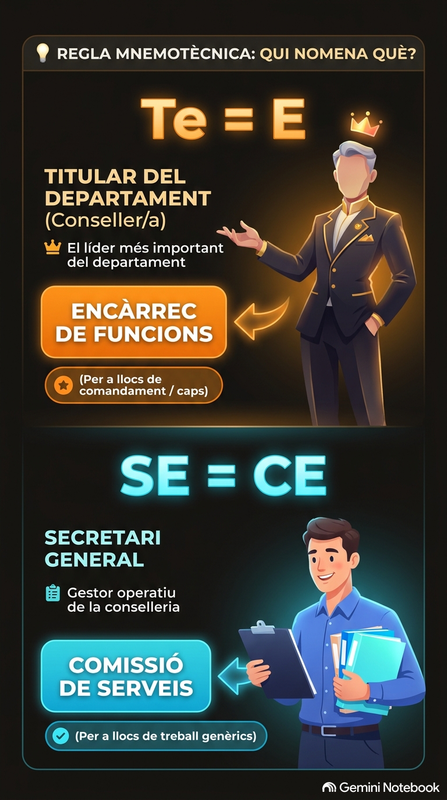 REGLA MNEMOTÈCNICA: QUI NOMENA QUÈ?
Te = E
TITULAR DEL
DEPARTAMENT
(Conseller/a)
El líder més important
del departament
ENCÀRREC
DE FUNCIONS
(Per a llocs de
comandament / caps)
SE = CE
SECRETARI
GENERAL
Gestor operatiu
de la conselleria
COMISSIÓ
DE SERVEIS
(Per a llocs de treball genèrics)
Gemini Notebook